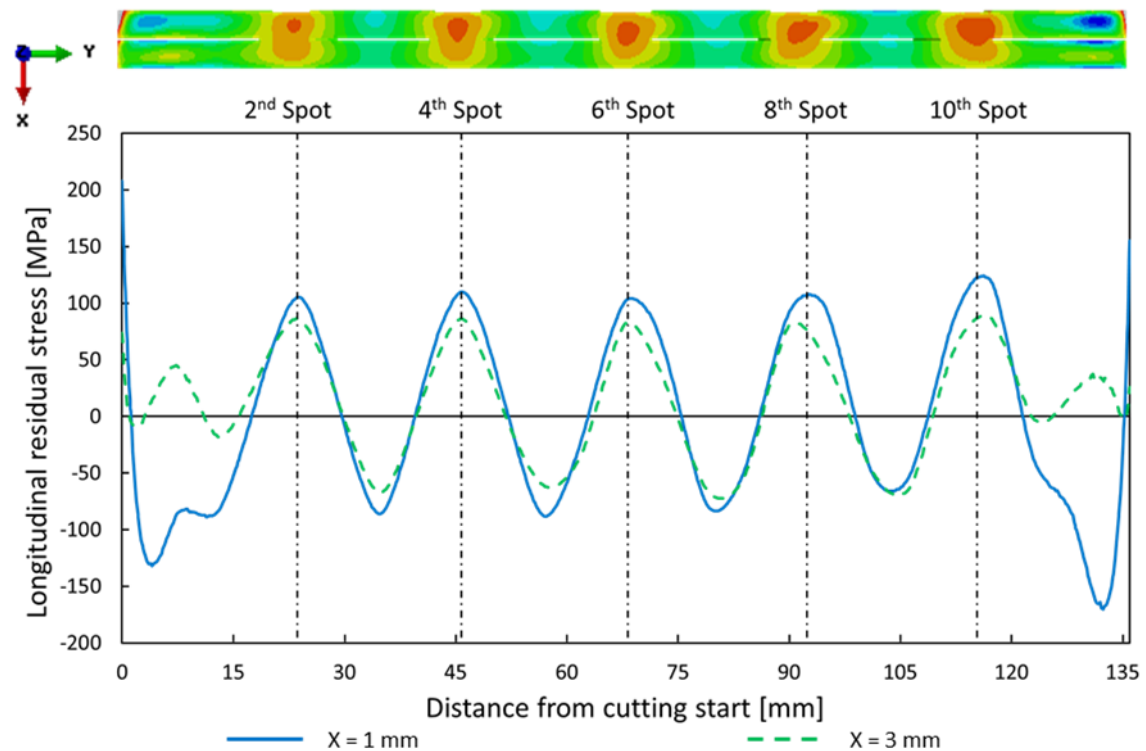 Z
Y
X
2nd Spot 4th Spot 6th Spot 8th Spot 10th Spot
250
200
150
100
50
0
-50
-100
-150
-200
Longitudinal residual stress [MPa]
0 15 30 45 60 75 90 105 120 135
Distance from cutting start [mm]
X = 1 mm X = 3 mm